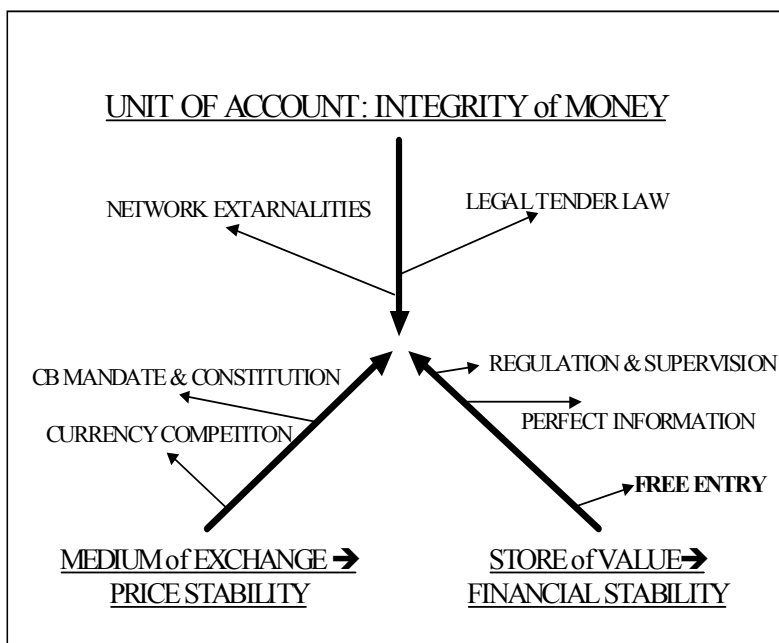 UNIT OF ACCOUNT: INTEGRITY of MONEY
NETWORK EXTARNALITIES
LEGAL TENDER LAW
CB MANDATE & CONSTITUTION
REGULATION & SUPERVISION
CURRENCY COMPETITON
PERFECT INFORMATION
FREE ENTRY
MEDIUM of EXCHANGE ➔
PRICE STABILITY
STORE of VALUE➔
FINANCIAL STABILITY